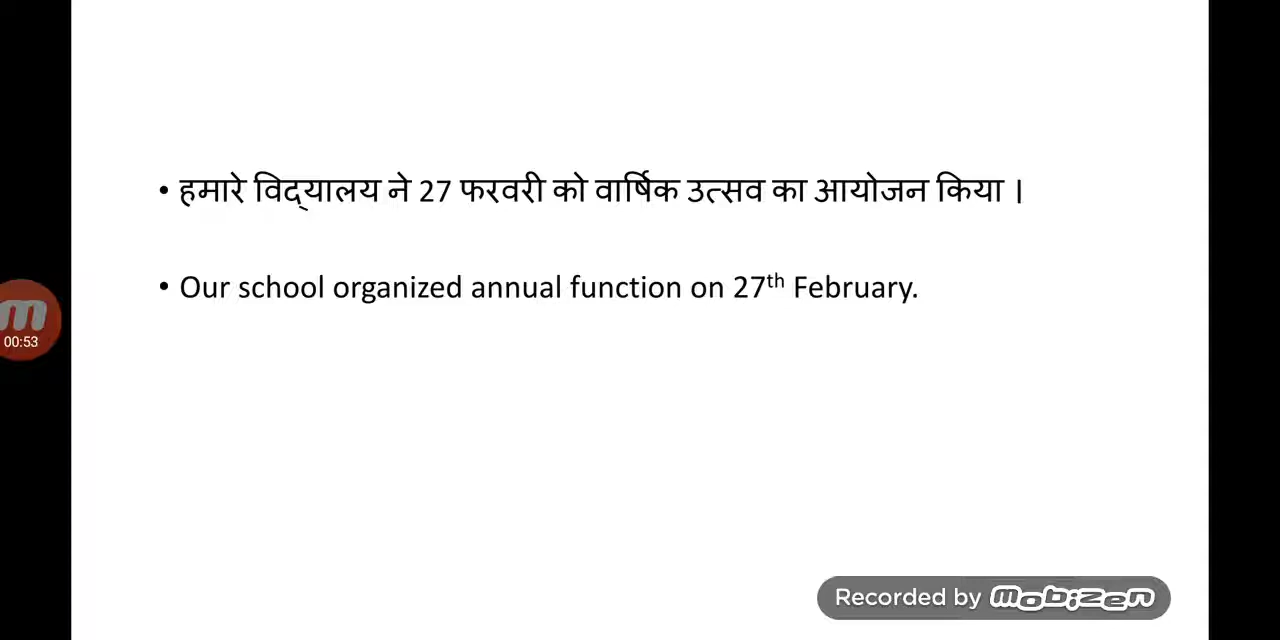 • हमारे विद्यालय ने 27 फरवरी को वार्षिक उत्सव का आयोजन किया ।
• Our school organized annual function on 27th February.
m
00:53
Recorded by mobizen